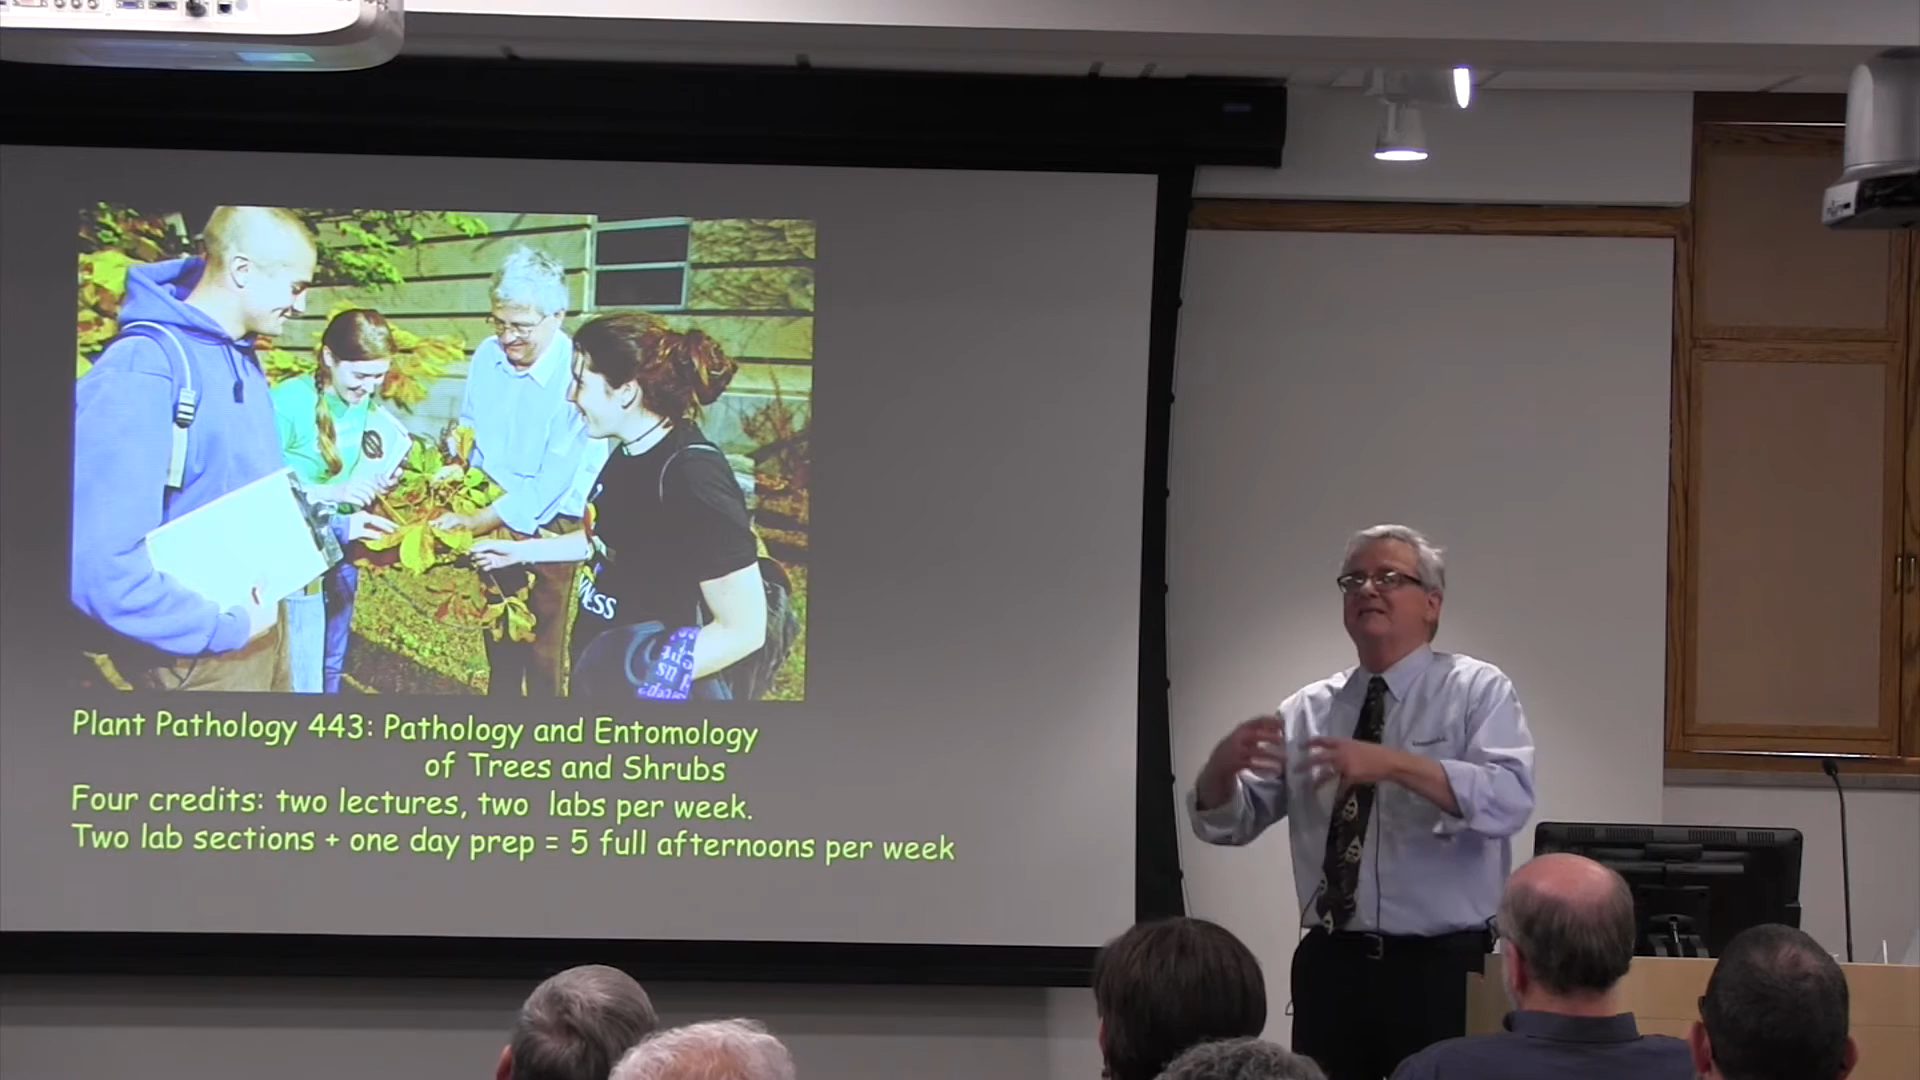 Plant Pathology 443: Pathology and Entomology
of Trees and Shrubs
Four credits: two lectures, two labs per week.
Two lab sections + one day prep = 5 full afternoons per week